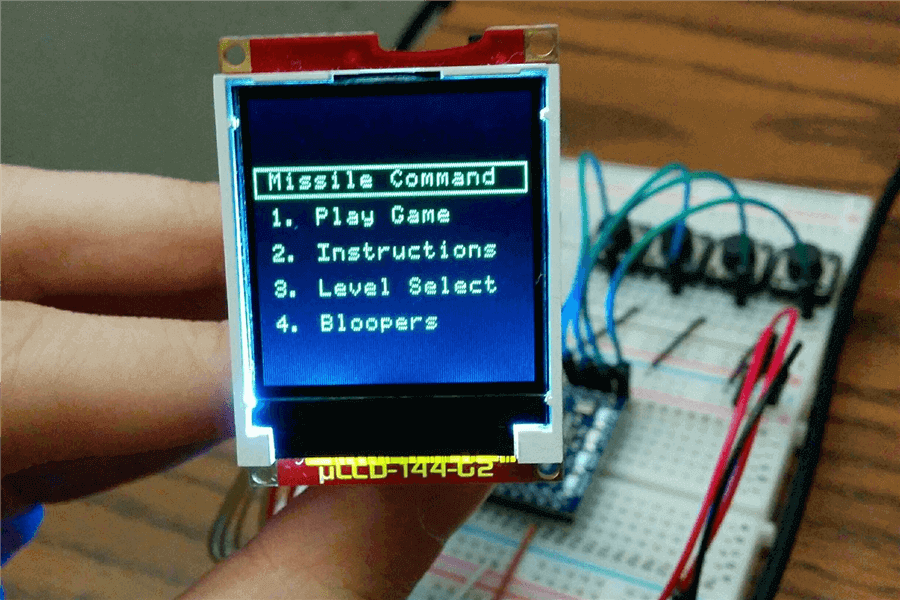 Missile Command
1. Play Game
2. Instructions
3. Level Select
4. Bloopers
µLCD-144-G2